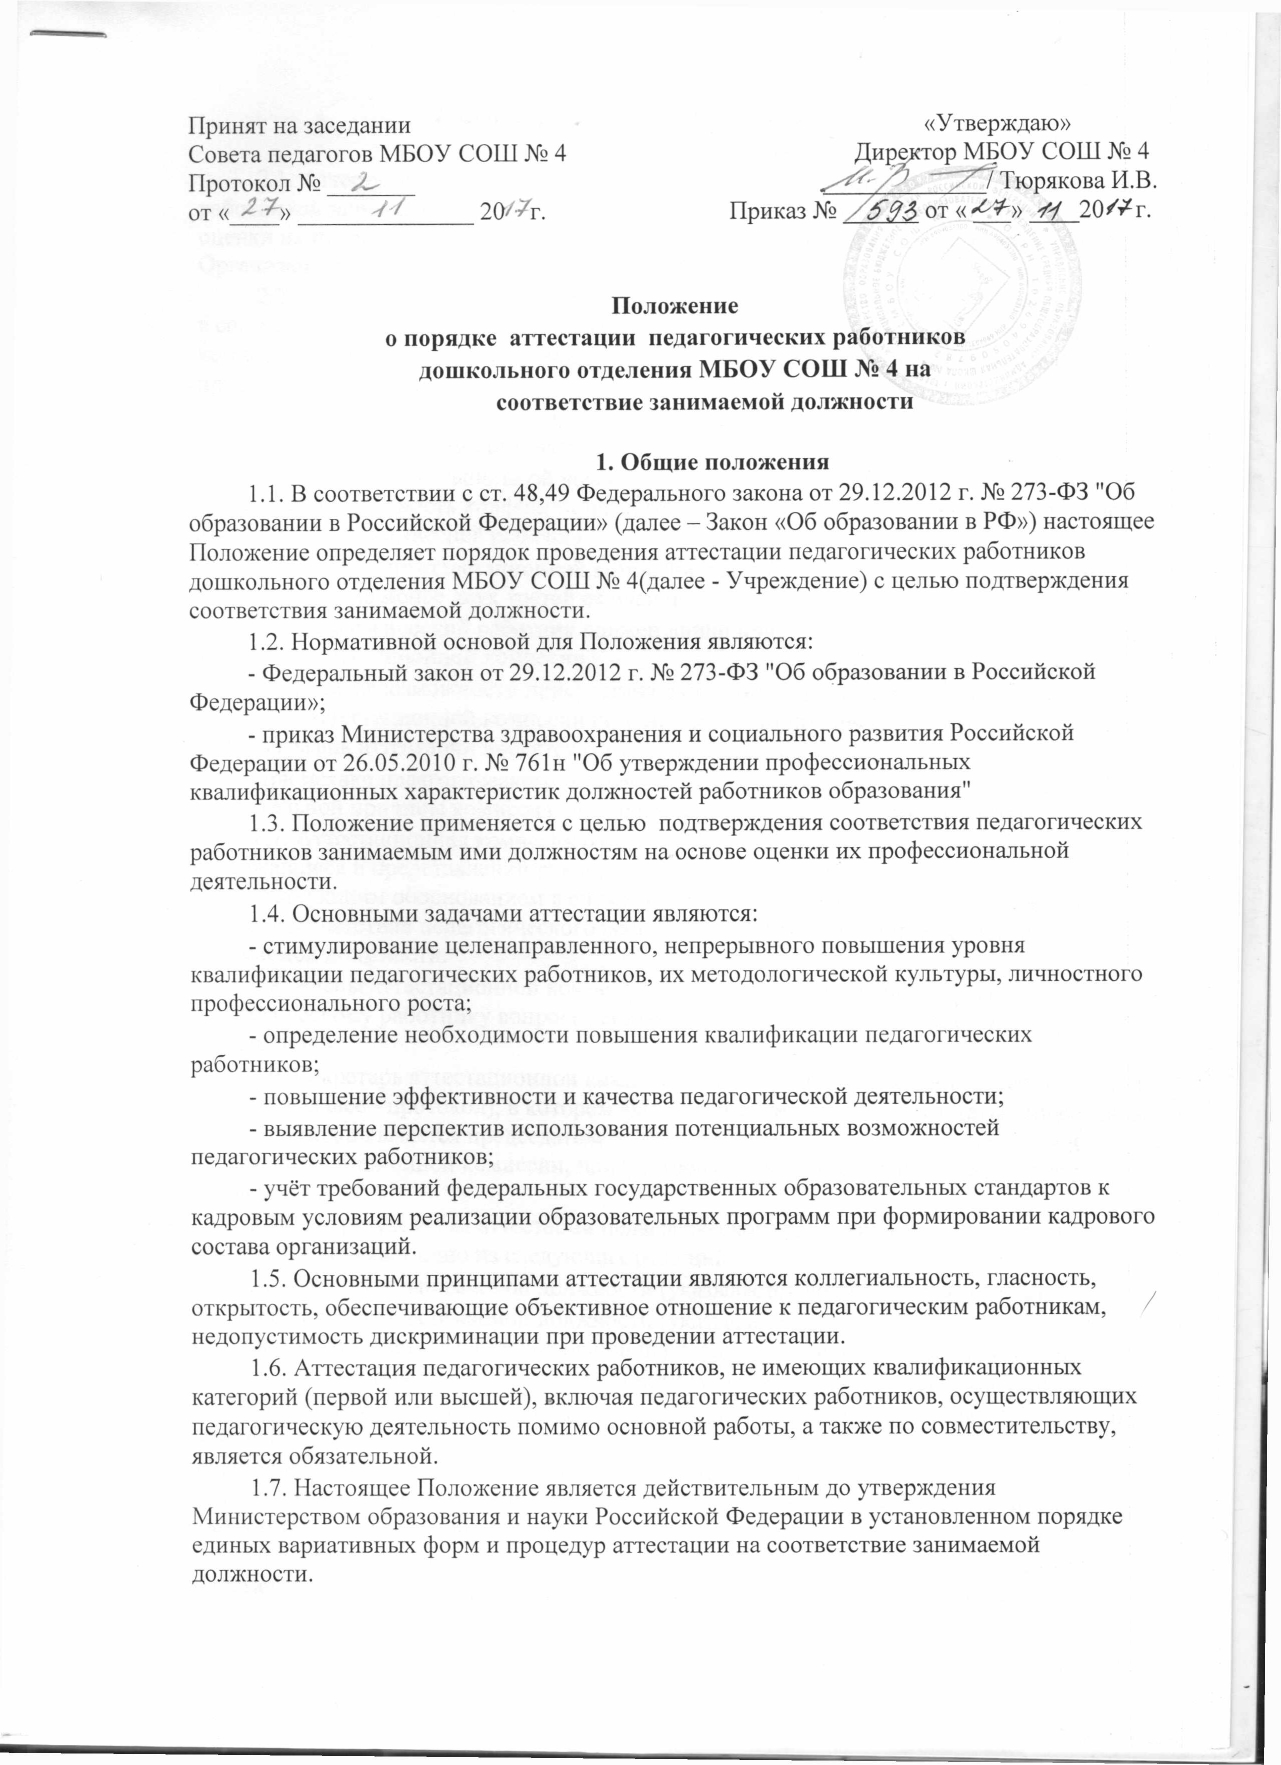 Принят на заседании
Совета педагогов МБОУ СОШ № 4
Протокол № 2
от «27» 11 2017г.
«Утверждаю»
Директор МБОУ СОШ № 4
/ Тюрякова И.В.
Приказ № 593 от «27» 11 2017г.
Положение
о порядке аттестации педагогических работников
дошкольного отделения МБОУ СОШ № 4 на
соответствие занимаемой должности
1. Общие положения
1.1. В соответствии с ст. 48,49 Федерального закона от 29.12.2012 г. № 273-ФЗ "Об
образовании в Российской Федерации» (далее – Закон «Об образовании в РФ») настоящее
Положение определяет порядок проведения аттестации педагогических работников
дошкольного отделения МБОУ СОШ № 4(далее - Учреждение) с целью подтверждения
соответствия занимаемой должности.
1.2. Нормативной основой для Положения являются:
- Федеральный закон от 29.12.2012 г. № 273-ФЗ "Об образовании в Российской
Федерации»;
- приказ Министерства здравоохранения и социального развития Российской
Федерации от 26.05.2010 г. № 761н "Об утверждении профессиональных
квалификационных характеристик должностей работников образования"
1.3. Положение применяется с целью подтверждения соответствия педагогических
работников занимаемым ими должностям на основе оценки их профессиональной
деятельности.
1.4. Основными задачами аттестации являются:
- стимулирование целенаправленного, непрерывного повышения уровня
квалификации педагогических работников, их методологической культуры, личностного
профессионального роста;
- определение необходимости повышения квалификации педагогических
работников;
- повышение эффективности и качества педагогической деятельности;
- выявление перспектив использования потенциальных возможностей
педагогических работников;
- учёт требований федеральных государственных образовательных стандартов к
кадровым условиям реализации образовательных программ при формировании кадрового
состава организаций.
1.5. Основными принципами аттестации являются коллегиальность, гласность,
открытость, обеспечивающие объективное отношение к педагогическим работникам,
недопустимость дискриминации при проведении аттестации.
1.6. Аттестация педагогических работников, не имеющих квалификационных
категорий (первой или высшей), включая педагогических работников, осуществляющих
педагогическую деятельность помимо основной работы, а также по совместительству,
является обязательной.
1.7. Настоящее Положение является действительным до утверждения
Министерством образования и науки Российской Федерации в установленном порядке
единых вариативных форм и процедур аттестации на соответствие занимаемой
должности.